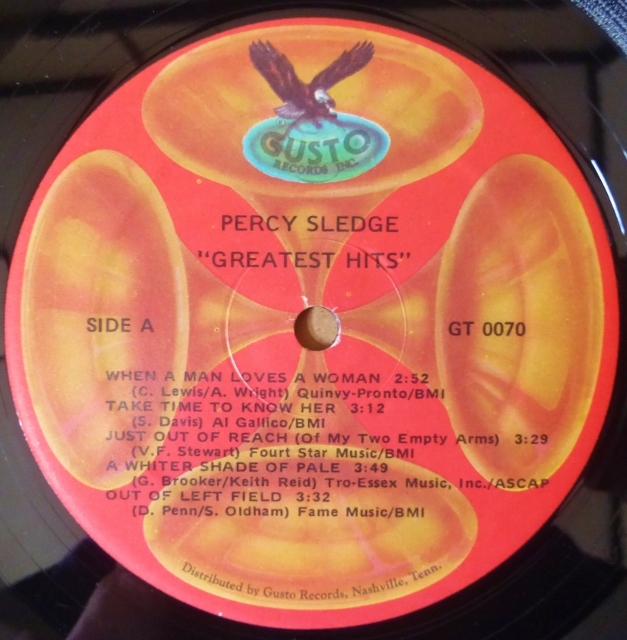 GUSTO
RECORDS INC.
PERCY SLEDGE
"GREATEST HITS"
SIDE A
GT 0070
WHEN A MAN LOVES A WOMAN 2:52
(C. Lewis/A. Wright) Quinvy-Pronto/BMI
TAKE TIME TO KNOW HER 3:12
(S. Davis) Al Gallico/BMI
JUST OUT OF REACH (Of My Two Empty Arms) 3:29
(V.F. Stewart) Fourt Star Music/BMI
A WHITER SHADE OF PALE 3:49
(G. Brooker/Keith Reid) Tro-Essex Music, Inc./ASCAP
OUT OF LEFT FIELD 3:32
(D. Penn/S. Oldham) Fame Music/BMI
Distributed by Gusto Records, Nashville, Tenn.